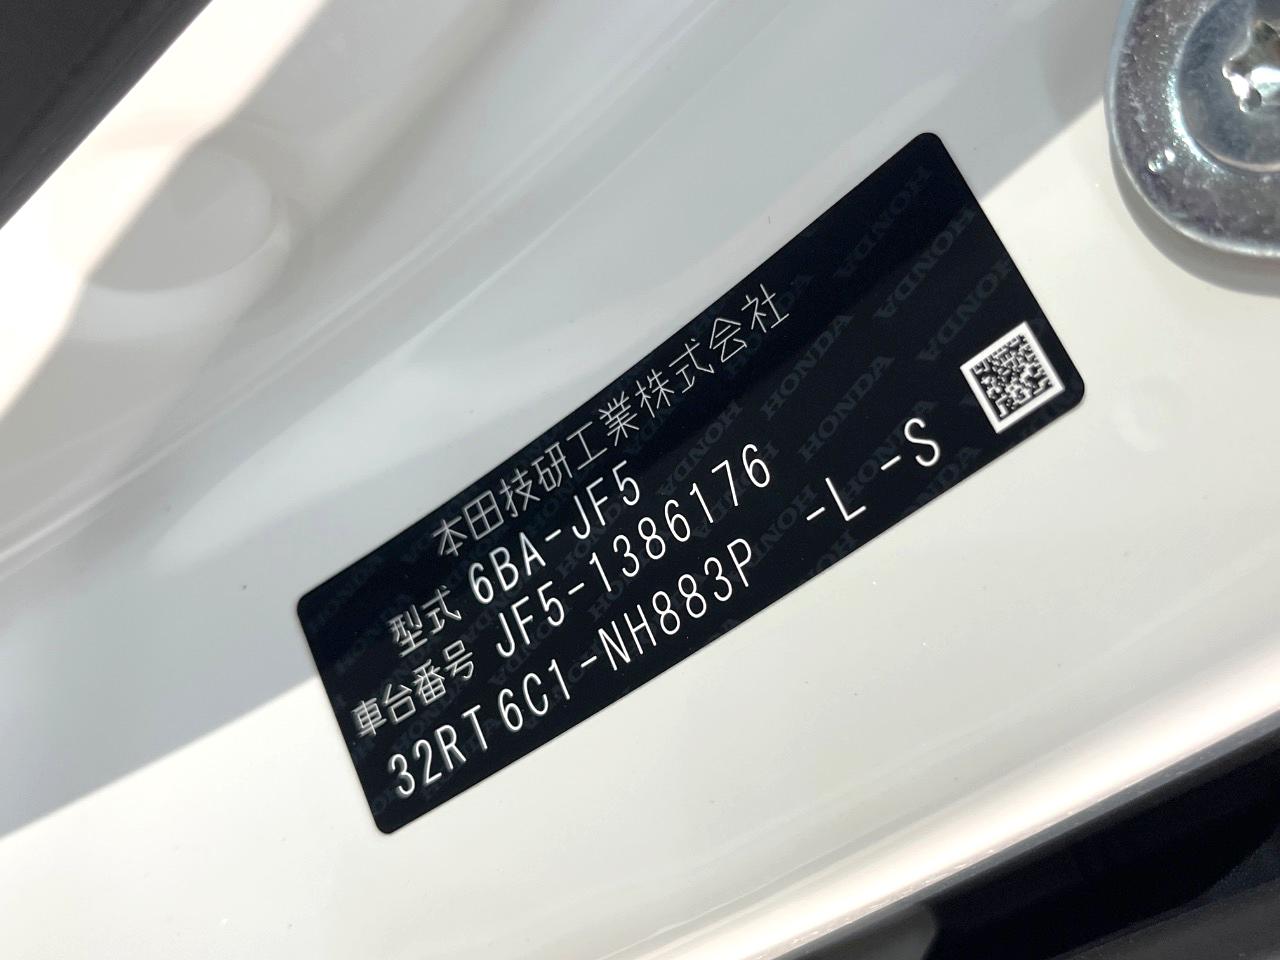 本田技研工業株式会社
型式 6BA-JF5
車台番号 JF5-1386176
32RT6C1-NH883P -L -S